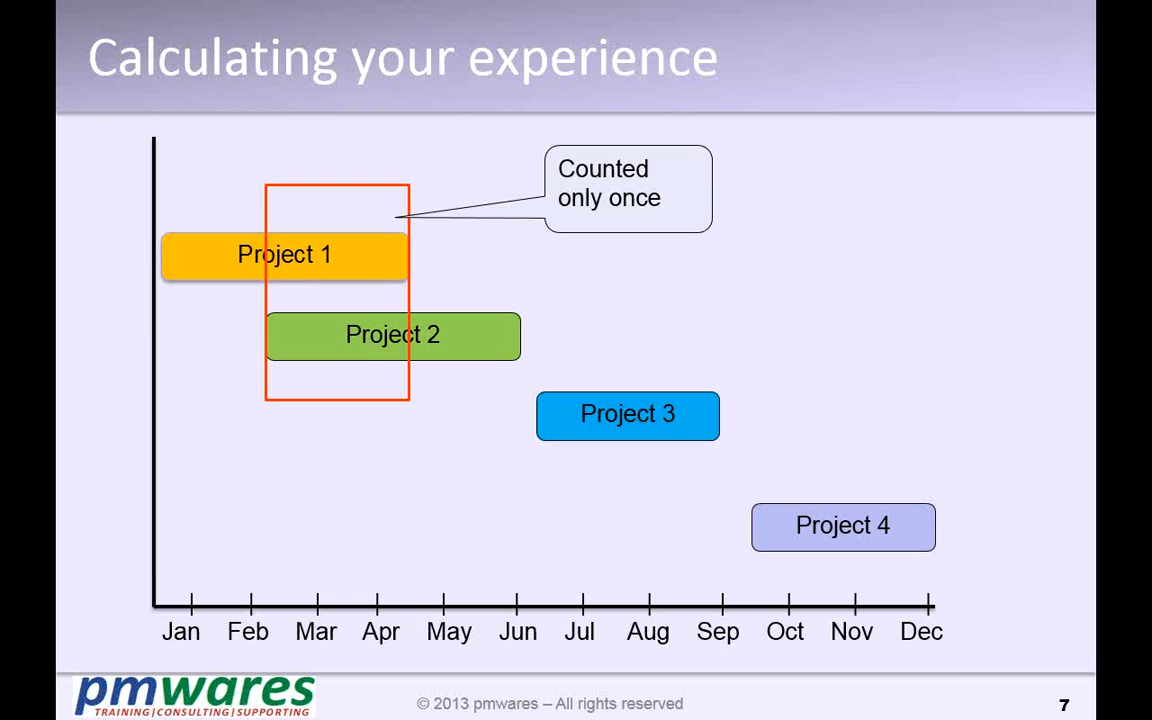 Calculating your experience
Counted
only once
Project 1
Project 2
Project 3
Project 4
Jan Feb Mar Apr May Jun Jul Aug Sep Oct Nov Dec
pmwares
TRAINING|CONSULTING|SUPPORTING
© 2013 pmwares – All rights reserved
7